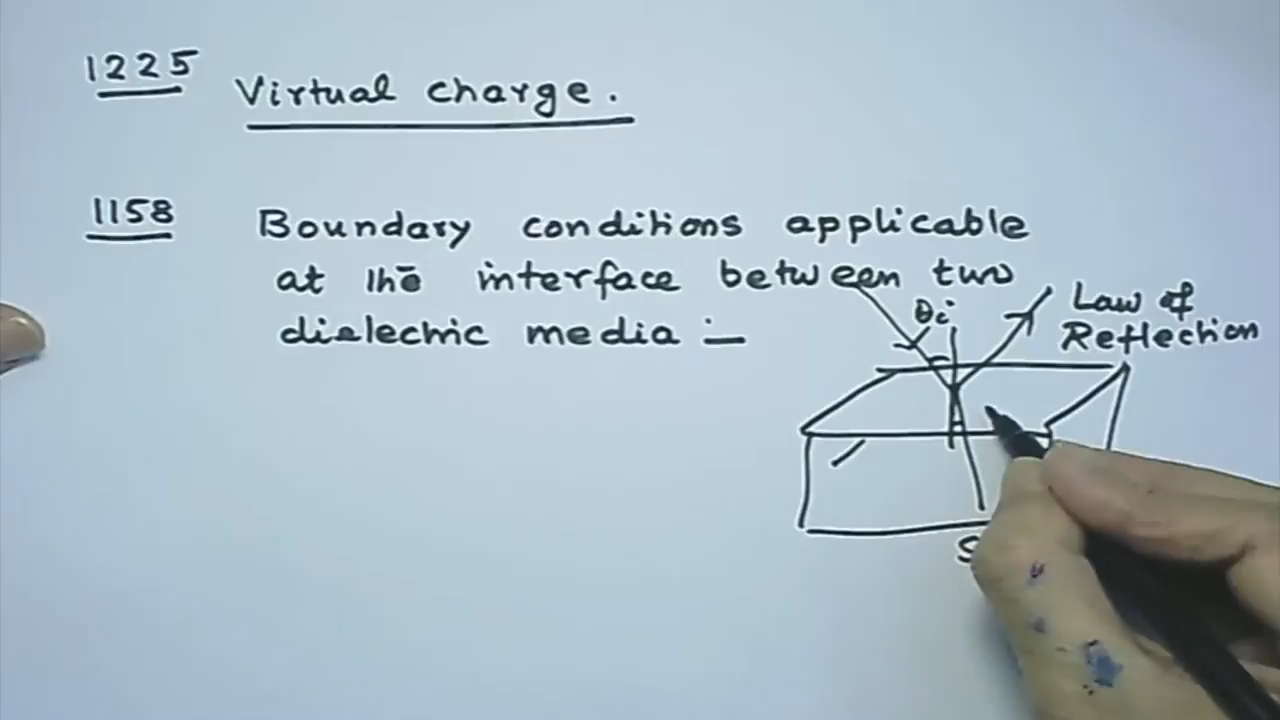 1225 Virtual charge.
1158 Boundary conditions applicable
at the interface between two
dielectric media :-
θi
Law of
Reflection